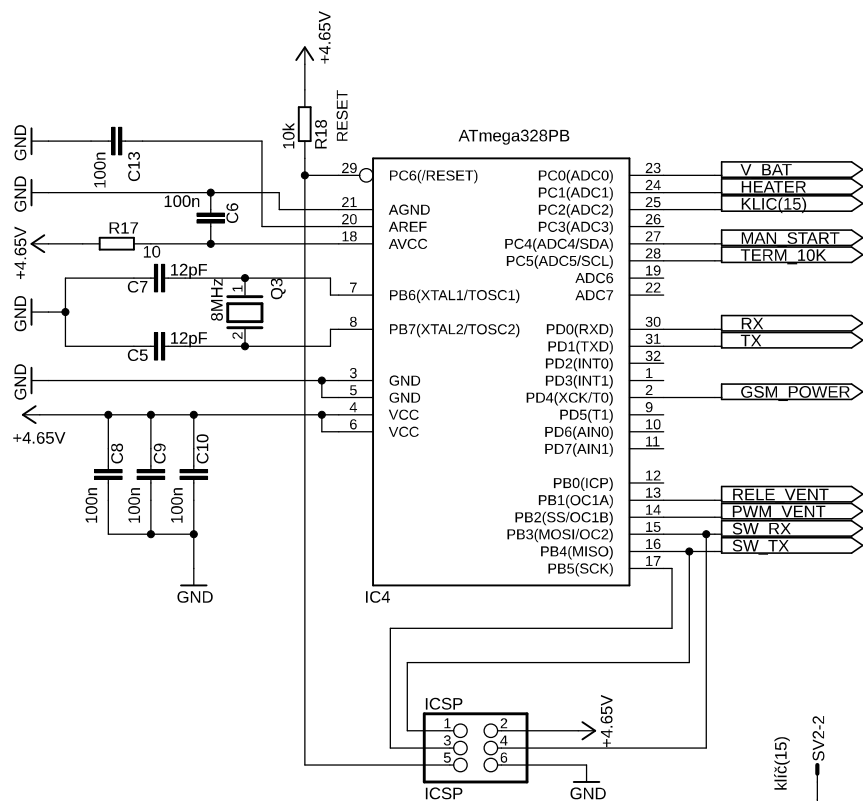 +4.65V
10k
R18
RESET
ATmega328PB
GND
100n
C13
29 PC6(/RESET) PC0(ADC0) 23 V_BAT
PC1(ADC1) 24 HEATER
GND
100n
C6
21 AGND PC2(ADC2) 25 KLIC(15)
20 AREF PC3(ADC3) 26
+4.65V
R17
10
18 AVCC PC4(ADC4/SDA) 27 MAN_START
PC5(ADC5/SCL) 28 TERM_10K
ADC6 19
12pF
C7
7 PB6(XTAL1/TOSC1) ADC7 22
GND
8MHz
1
2
Q3
8 PB7(XTAL2/TOSC2) PD0(RXD) 30 RX
12pF
C5
PD1(TXD) 31 TX
PD2(INT0) 32
GND
3 GND PD3(INT1) 1
5 GND PD4(XCK/T0) 2 GSM_POWER
+4.65V
4 VCC PD5(T1) 9
6 VCC PD6(AIN0) 10
PD7(AIN1) 11
C8
100n
C9
100n
C10
100n
PB0(ICP) 12
PB1(OC1A) 13 RELE_VENT
PB2(SS/OC1B) 14 PWM_VENT
PB3(MOSI/OC2) 15 SW_RX
PB4(MISO) 16 SW_TX
PB5(SCK) 17
GND
IC4
ICSP
1 2
3 4
5 6
ICSP
+4.65V
GND
klíč(15)
SV2-2